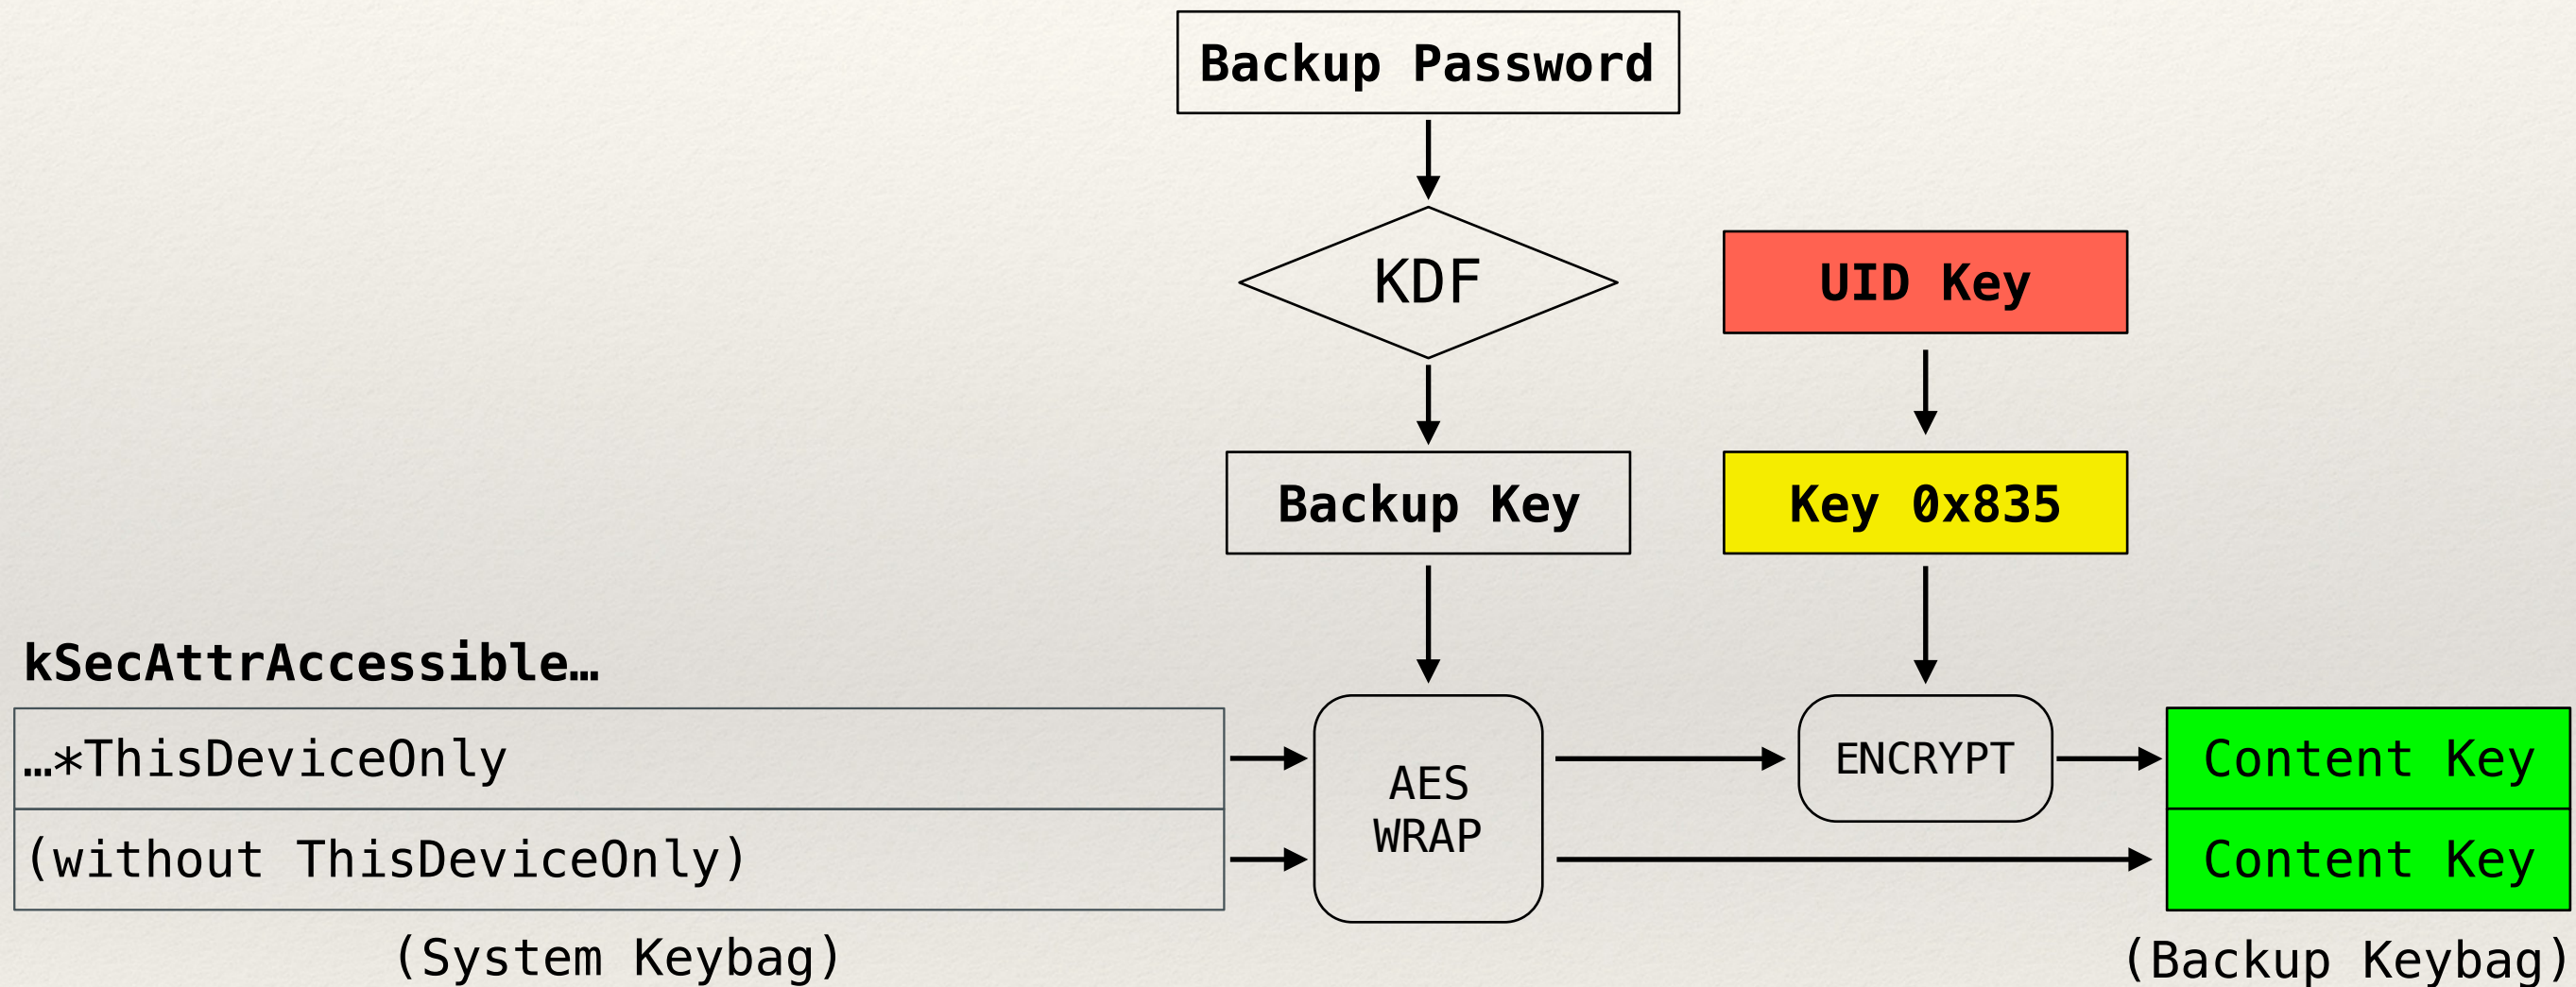 Backup Password
KDF
UID Key
Backup Key
Key 0x835
kSecAttrAccessible…
…*ThisDeviceOnly
(without ThisDeviceOnly)
(System Keybag)
AES
WRAP
ENCRYPT
Content Key
Content Key
(Backup Keybag)